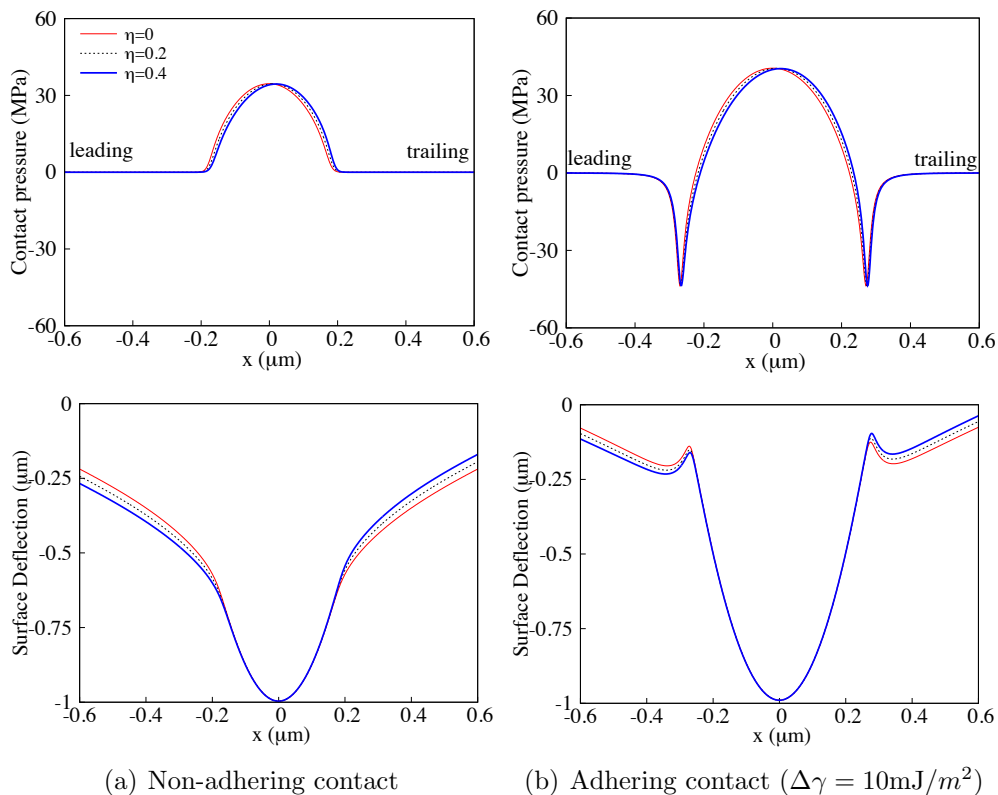 60
30
0
-30
-60
Contact pressure (MPa)
η=0
η=0.2
η=0.4
leading
trailing
-0.6 -0.4 -0.2 0 0.2 0.4 0.6
x (μm)
60
30
0
-30
-60
Contact pressure (MPa)
leading
trailing
-0.6 -0.4 -0.2 0 0.2 0.4 0.6
x (μm)
0
-0.25
-0.5
-0.75
-1
Surface Deflection (μm)
-0.6 -0.4 -0.2 0 0.2 0.4 0.6
x (μm)
0
-0.25
-0.5
-0.75
-1
Surface Deflection (μm)
-0.6 -0.4 -0.2 0 0.2 0.4 0.6
x (μm)
(a) Non-adhering contact
(b) Adhering contact (Δγ = 10mJ/m²)